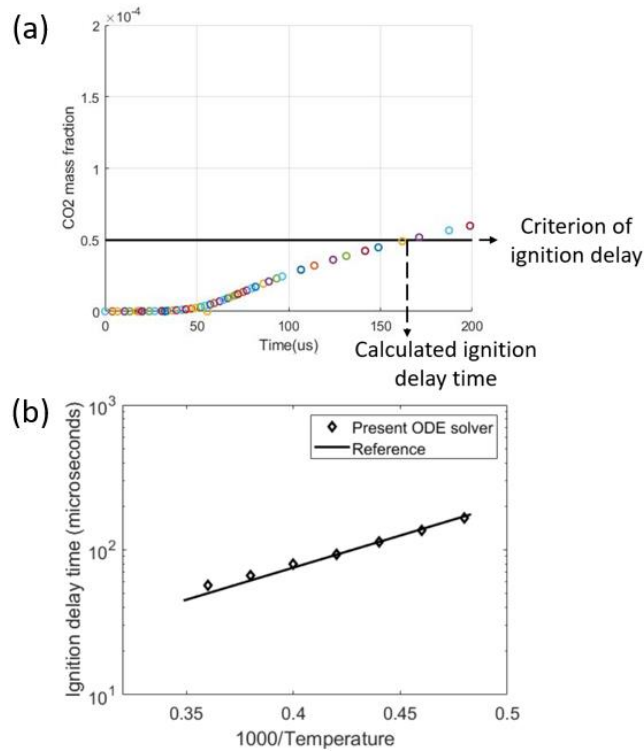 (a)
×10⁻⁴
2
1.5
1
0.5
0
CO2 mass fraction
0
50
100
150
200
Time(us)
Criterion of
ignition delay
Calculated ignition
delay time
(b)
10³
10²
10¹
Ignition delay time (microseconds)
Present ODE solver
Reference
0.35
0.4
0.45
0.5
1000/Temperature